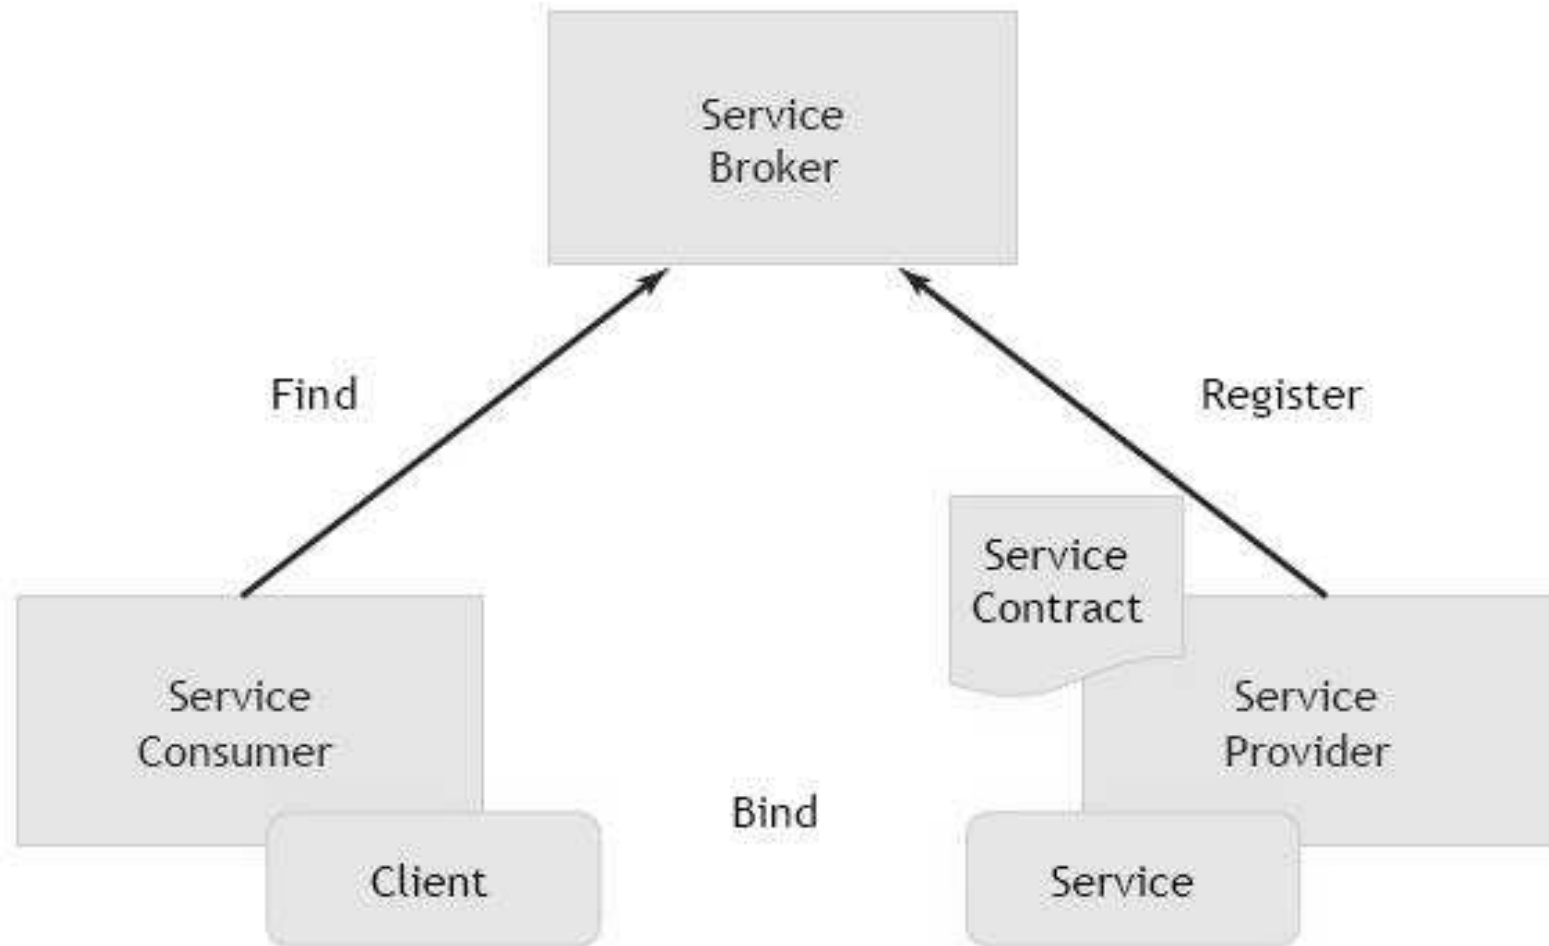 Service
Broker
Find
Register
Service
Contract
Service
Consumer
Service
Provider
Bind
Client
Service